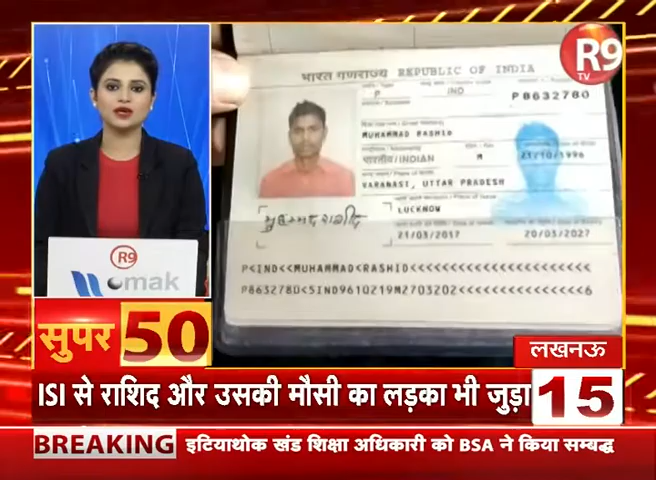 R9
TV
भारत गणराज्य REPUBLIC OF INDIA
P IND P8632780
MUHAMMAD RASHID
भारतीय/INDIAN M 21/10/1996
VARANASI, UTTAR PRADESH
LUCKNOW
21/03/2017 20/03/2027
मुहम्मद राशीद
P<IND<<MUHAMMAD<RASHID<<<<<<<<<<<<<<<<<<<<<
P8632780<5IND9610219M2703202<<<<<<<<<<<<<<6
R9
omak
सुपर 50
लखनऊ
ISI से राशिद और उसकी मौसी का लड़का भी जुड़ा 15
BREAKING इटियाथोक खंड शिक्षा अधिकारी को BSA ने किया सम्बद्ध